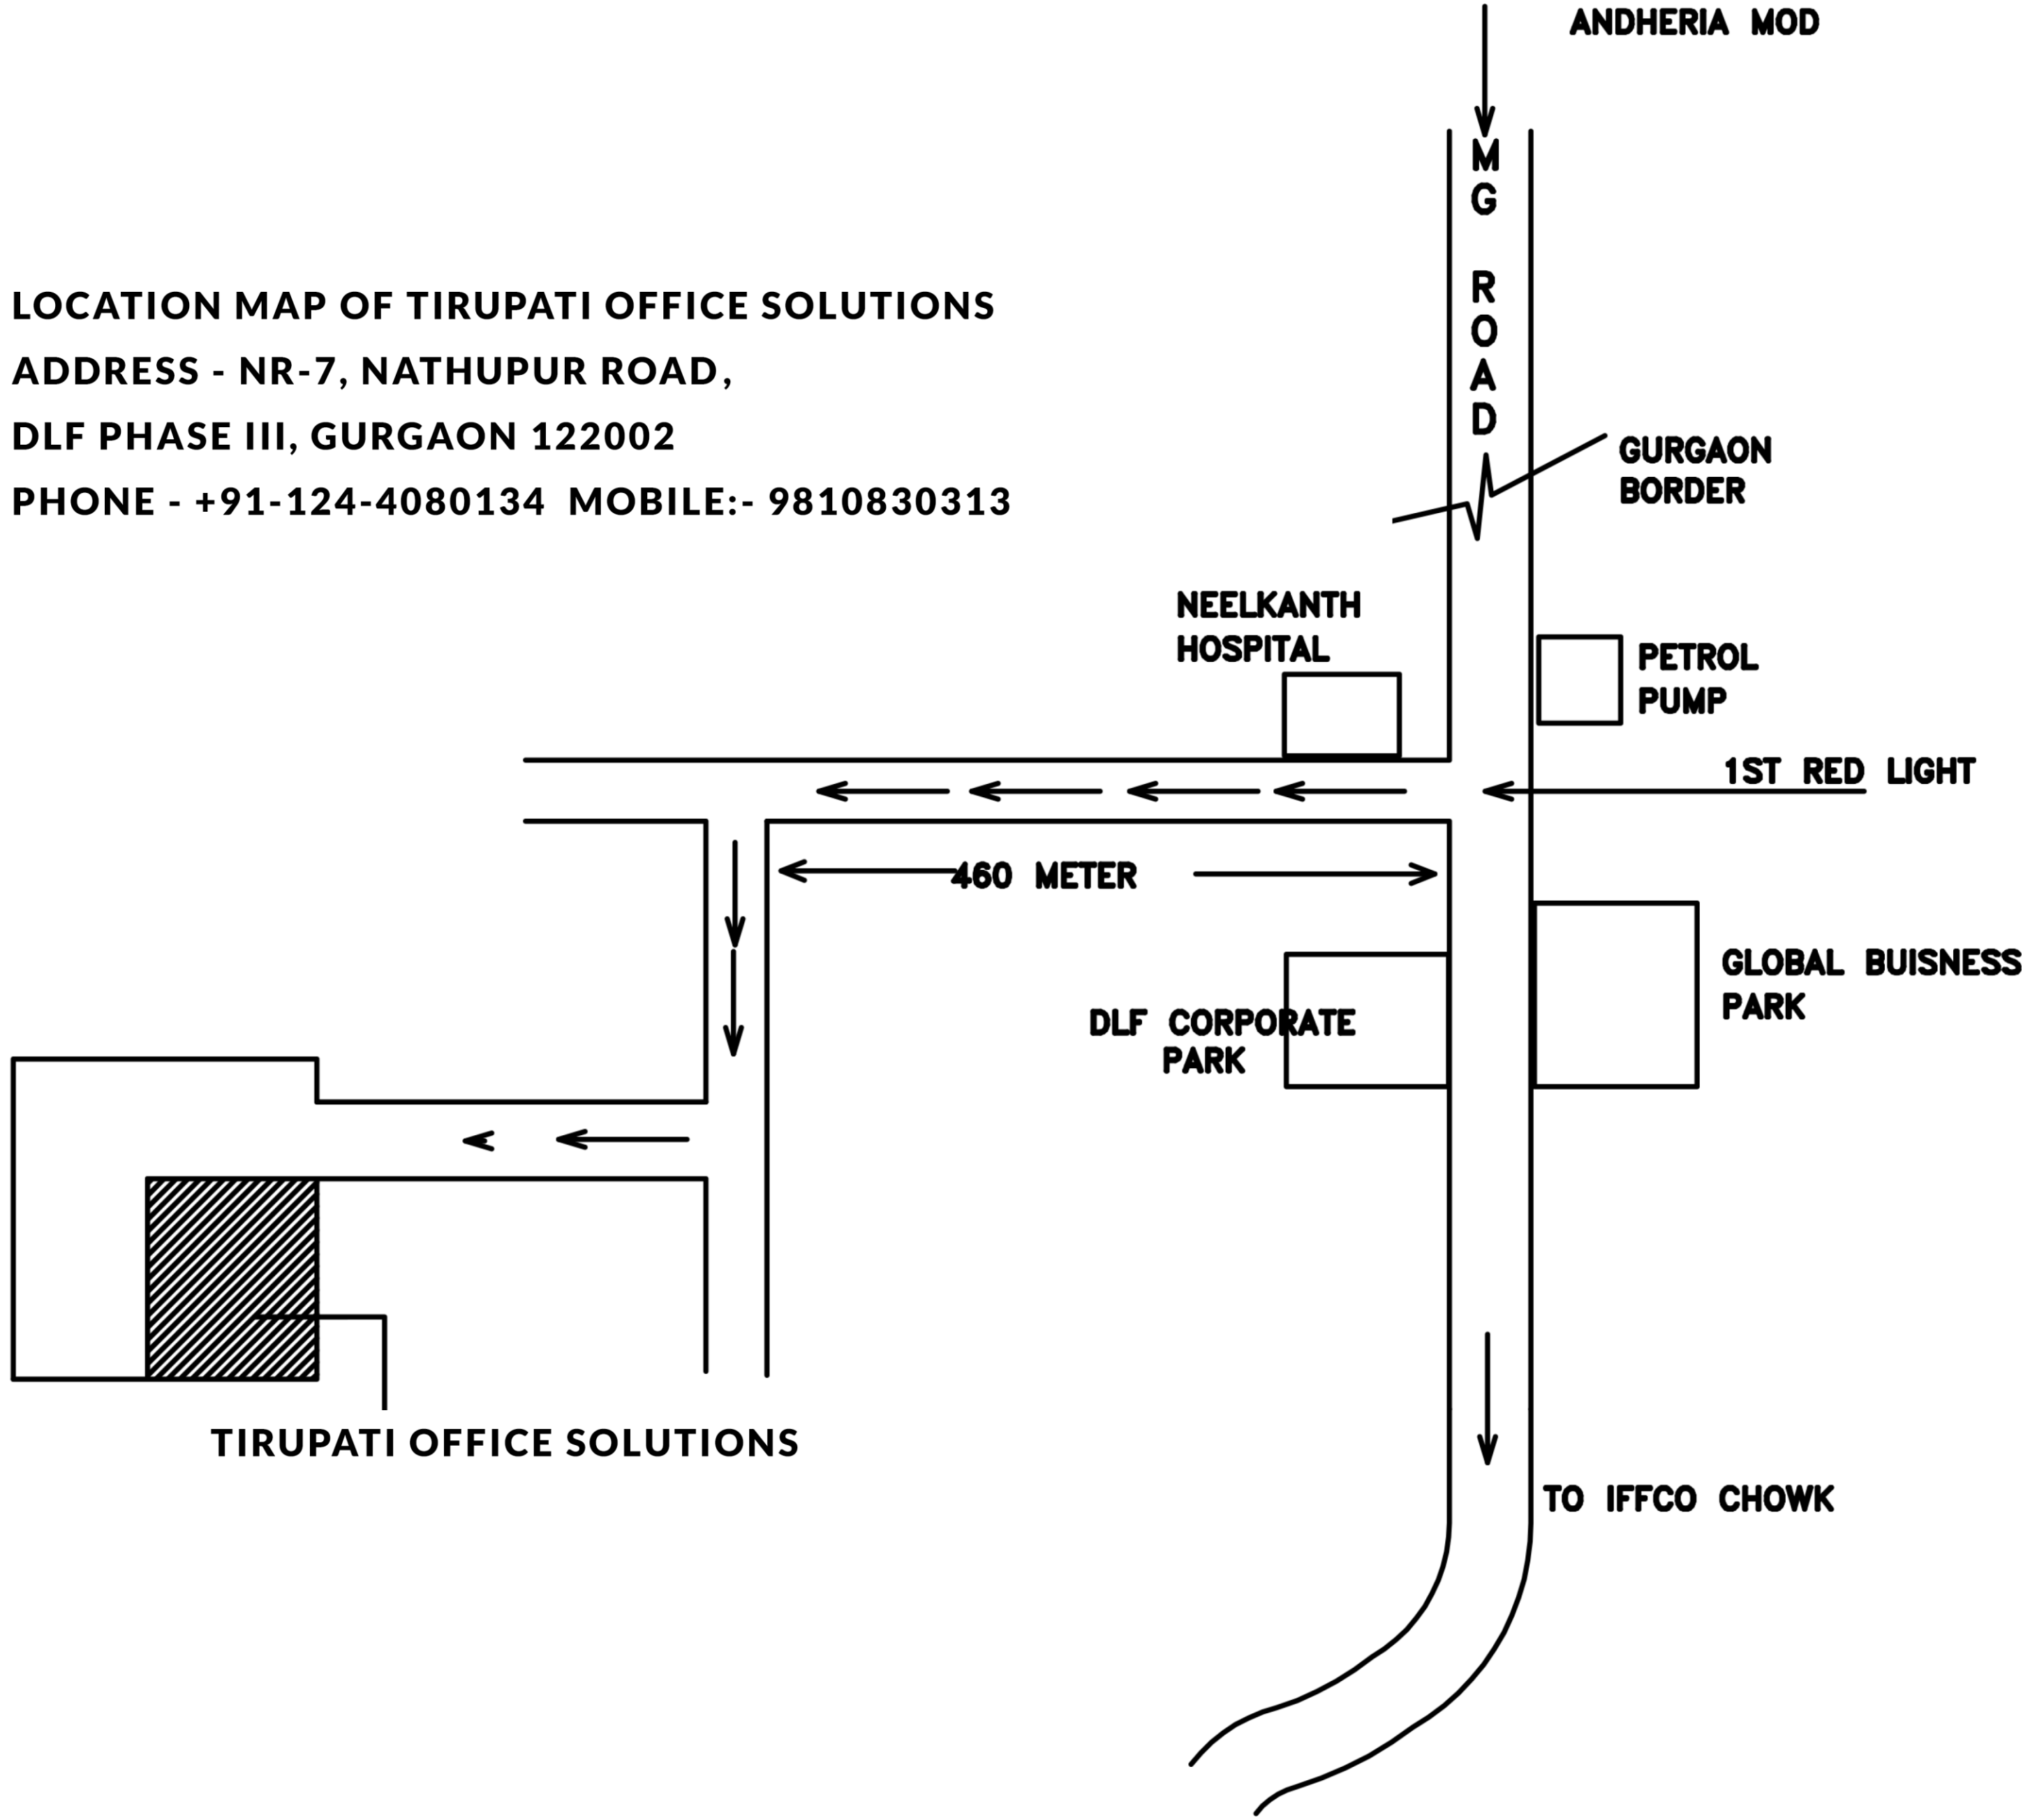 ANDHERIA MOD
MG ROAD
LOCATION MAP OF TIRUPATI OFFICE SOLUTIONS
ADDRESS - NR-7, NATHUPUR ROAD,
DLF PHASE III, GURGAON 122002
PHONE - +91-124-4080134 MOBILE:- 9810830313
GURGAON
BORDER
NEELKANTH
HOSPITAL
PETROL
PUMP
1ST RED LIGHT
460 METER
GLOBAL BUISNESS
PARK
DLF CORPORATE
PARK
TIRUPATI OFFICE SOLUTIONS
TO IFFCO CHOWK